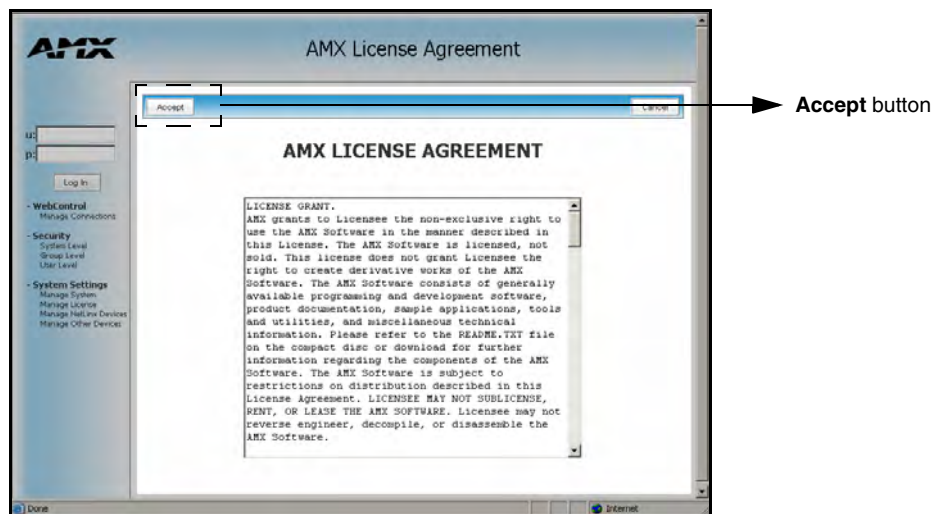 AMX
AMX License Agreement
Accept
Cancel
Accept button
u:
p:
Log In
- WebControl
Manage Connections
- Security
System Level
Group Level
User Level
- System Settings
Manage System
Manage License
Manage NetLinx Devices
Manage Other Devices
AMX LICENSE AGREEMENT
LICENSE GRANT.
AMX grants to Licensee the non-exclusive right to
use the AMX Software in the manner described in
this License. The AMX Software is licensed, not
sold. This license does not grant Licensee the
right to create derivative works of the AMX
Software. The AMX Software consists of generally
available programming and development software,
product documentation, sample applications, tools
and utilities, and miscellaneous technical
information. Please refer to the README.TXT file
on the compact disc or download for further
information regarding the components of the AMX
Software. The AMX Software is subject to
restrictions on distribution described in this
License Agreement. LICENSEE MAY NOT SUBLICENSE,
RENT, OR LEASE THE AMX SOFTWARE. Licensee may not
reverse engineer, decompile, or disassemble the
AMX Software.
Done
Internet